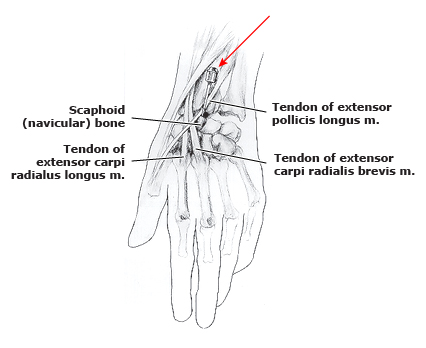 Scaphoid
(navicular) bone
Tendon of
extensor carpi
radialus longus m.
Tendon of extensor
pollicis longus m.
Tendon of extensor
carpi radialis brevis m.